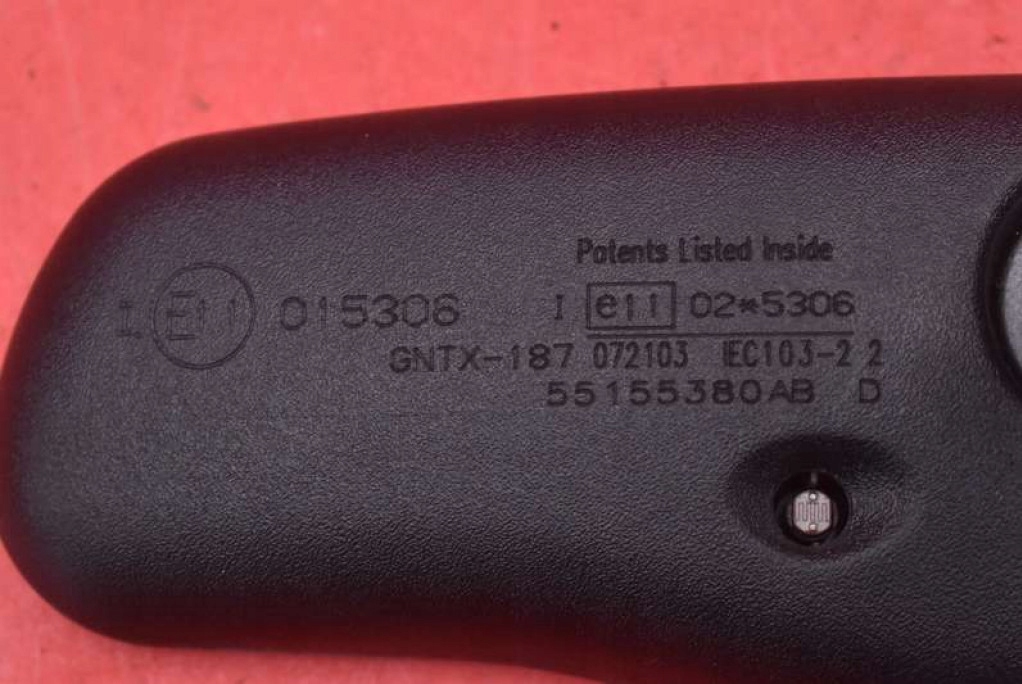 Patents Listed Inside
I E11 015306 I e11 02*5306
GNTX-187 072103 IEC103-2 2
55155380AB D